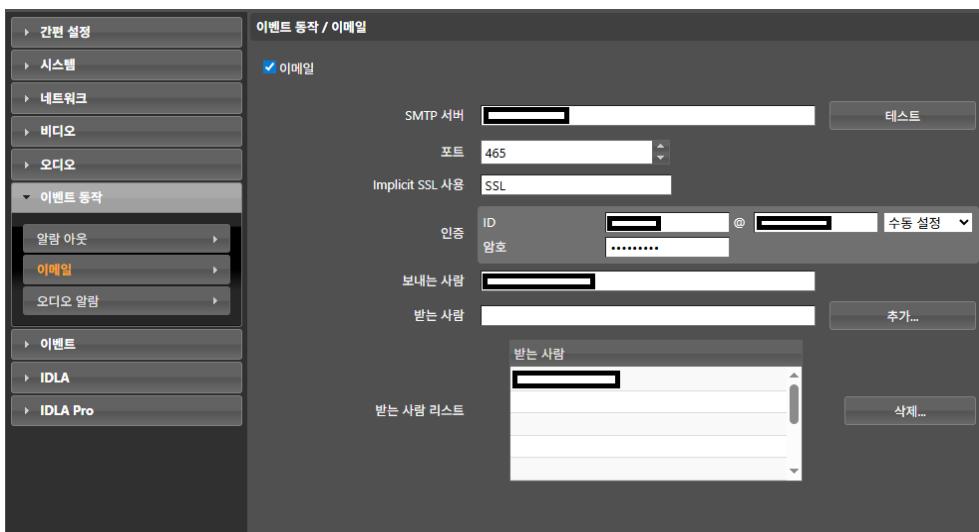 간편 설정
시스템
네트워크
비디오
오디오
이벤트 동작
알람 아웃
이메일
오디오 알람
이벤트
IDLA
IDLA Pro
이벤트 동작 / 이메일
이메일
SMTP 서버
테스트
포트
465
Implicit SSL 사용
SSL
인증
ID
@
수동 설정
암호
•••••••••
보내는 사람
받는 사람
추가...
받는 사람 리스트
받는 사람
삭제...